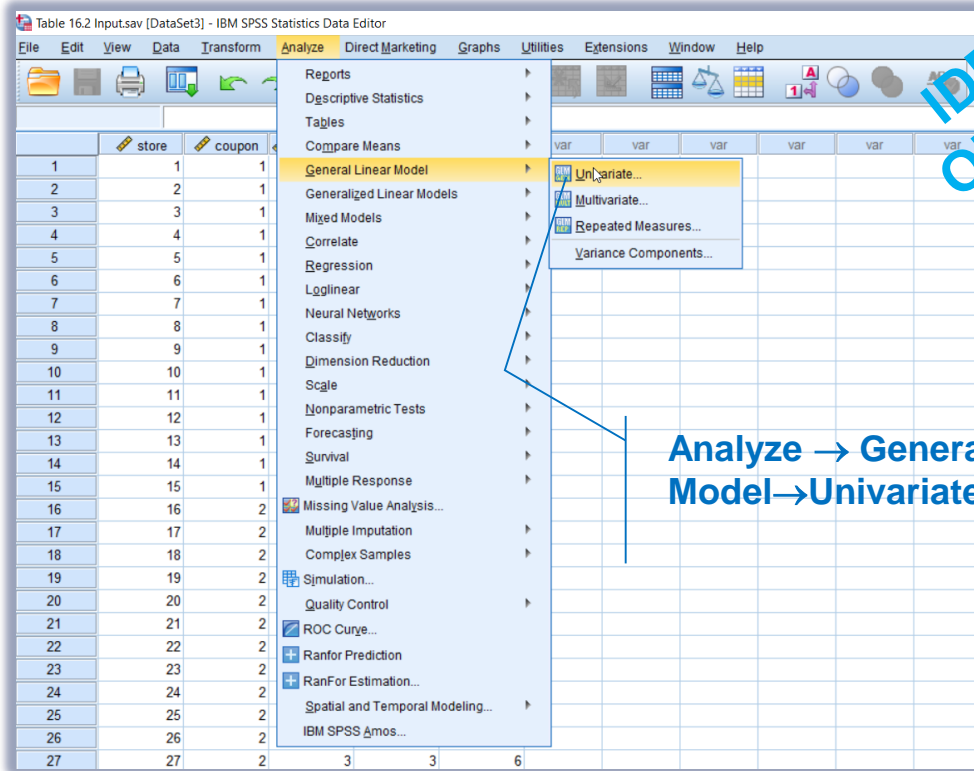 Table 16.2 Input.sav [DataSet3] - IBM SPSS Statistics Data Editor
File Edit View Data Transform Analyze Direct Marketing Graphs Utilities Extensions Window Help
store coupon var var var var var var
Reports
Descriptive Statistics
Tables
Compare Means
General Linear Model
Generalized Linear Models
Mixed Models
Correlate
Regression
Loglinear
Neural Networks
Classify
Dimension Reduction
Scale
Nonparametric Tests
Forecasting
Survival
Multiple Response
Missing Value Analysis...
Multiple Imputation
Complex Samples
Simulation...
Quality Control
ROC Curve...
Ranfor Prediction
RanFor Estimation...
Spatial and Temporal Modeling...
IBM SPSS Amos...
Univariate...
Multivariate...
Repeated Measures...
Variance Components...
1 1 1
2 2 1
3 3 1
4 4 1
5 5 1
6 6 1
7 7 1
8 8 1
9 9 1
10 10 1
11 11 1
12 12 1
13 13 1
14 14 1
15 15 1
16 16 2
17 17 2
18 18 2
19 19 2
20 20 2
21 21 2
22 22 2
23 23 2
24 24 2
25 25 2
26 26 2
27 27 2 3 3 6
Analyze → Genera
Model→Univariate